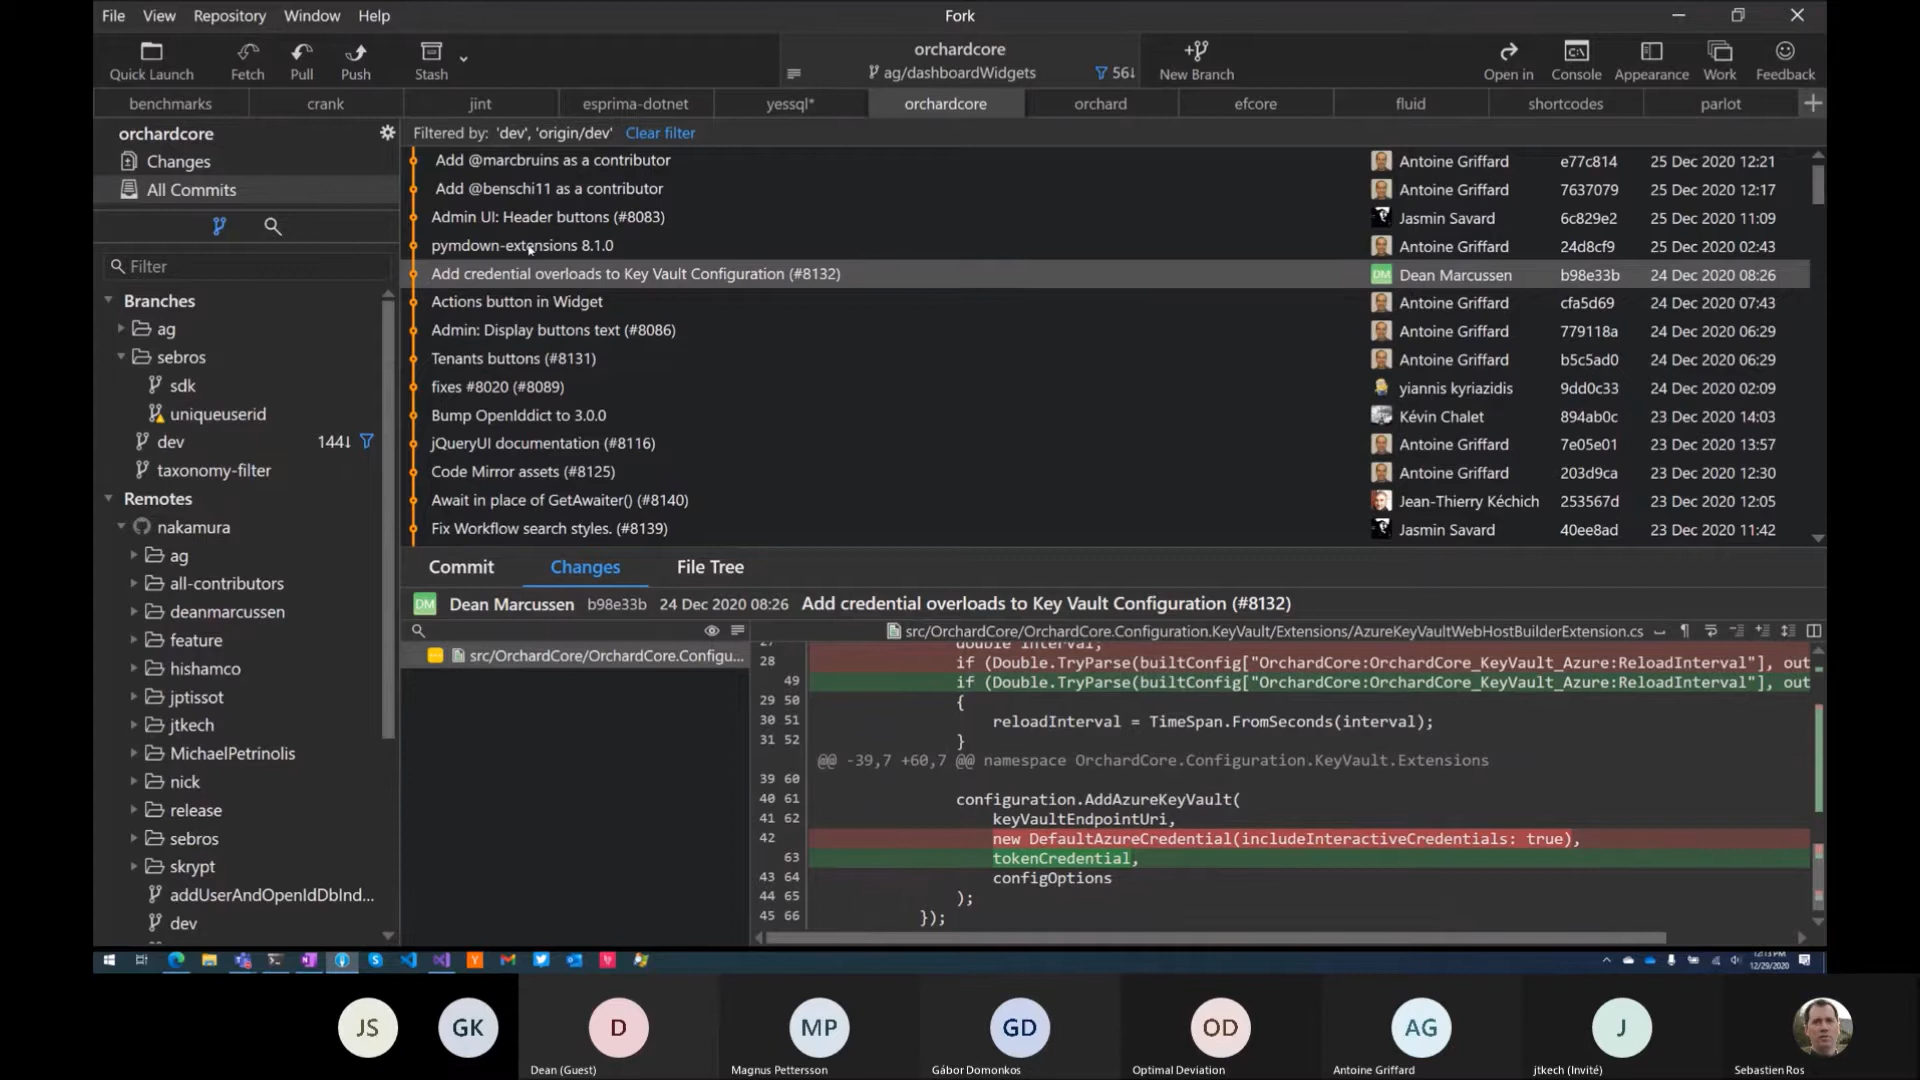 File View Repository Window Help
Fork
Quick Launch
Fetch
Pull
Push
Stash
orchardcore
ag/dashboardWidgets
56↓
New Branch
Open in
Console
Appearance
Work
Feedback
benchmarks
crank
jint
esprima-dotnet
yessql*
orchardcore
orchard
efcore
fluid
shortcodes
parlot
orchardcore
Changes
All Commits
Filter
Branches
ag
sebros
sdk
uniqueuserid
dev 144↓
taxonomy-filter
Remotes
nakamura
ag
all-contributors
deanmarcussen
feature
hishamco
jptissot
jtkech
MichaelPetrinolis
nick
release
sebros
skrypt
addUserAndOpenIdDbInd...
dev
Filtered by: 'dev', 'origin/dev' Clear filter
Add @marcbruins as a contributor Antoine Griffard e77c814 25 Dec 2020 12:21
Add @benschi11 as a contributor Antoine Griffard 7637079 25 Dec 2020 12:17
Admin UI: Header buttons (#8083) Jasmin Savard 6c829e2 25 Dec 2020 11:09
pymdown-extensions 8.1.0 Antoine Griffard 24d8cf9 25 Dec 2020 02:43
Add credential overloads to Key Vault Configuration (#8132) DM Dean Marcussen b98e33b 24 Dec 2020 08:26
Actions button in Widget Antoine Griffard cfa5d69 24 Dec 2020 07:43
Admin: Display buttons text (#8086) Antoine Griffard 779118a 24 Dec 2020 06:29
Tenants buttons (#8131) Antoine Griffard b5c5ad0 24 Dec 2020 06:29
fixes #8020 (#8089) yiannis kyriazidis 9dd0c33 24 Dec 2020 02:09
Bump OpenIddict to 3.0.0 Kévin Chalet 894ab0c 23 Dec 2020 14:03
jQueryUI documentation (#8116) Antoine Griffard 7e05e01 23 Dec 2020 13:57
Code Mirror assets (#8125) Antoine Griffard 203d9ca 23 Dec 2020 12:30
Await in place of GetAwaiter() (#8140) Jean-Thierry Kéchich 253567d 23 Dec 2020 12:05
Fix Workflow search styles. (#8139) Jasmin Savard 40ee8ad 23 Dec 2020 11:42
Commit Changes File Tree
DM Dean Marcussen b98e33b 24 Dec 2020 08:26 Add credential overloads to Key Vault Configuration (#8132)
src/OrchardCore/OrchardCore.Configuration.KeyVault/Extensions/AzureKeyVaultWebHostBuilderExtension.cs
src/OrchardCore/OrchardCore.Configu...
27 double interval;
28 if (Double.TryParse(builtConfig["OrchardCore:OrchardCore_KeyVault_Azure:ReloadInterval"], out
49 if (Double.TryParse(builtConfig["OrchardCore:OrchardCore_KeyVault_Azure:ReloadInterval"], out
29 50 {
30 51 reloadInterval = TimeSpan.FromSeconds(interval);
31 52 }
@@ -39,7 +60,7 @@ namespace OrchardCore.Configuration.KeyVault.Extensions
39 60
40 61 configuration.AddAzureKeyVault(
41 62 keyVaultEndpointUri,
42 new DefaultAzureCredential(includeInteractiveCredentials: true),
63 tokenCredential,
43 64 configOptions
44 65 );
45 66 });
12:13 PM
12/29/2020
JS
GK
D
MP
GD
OD
AG
J
Dean (Guest)
Magnus Pettersson
Gábor Domonkos
Optimal Deviation
Antoine Griffard
jtkech (Invité)
Sebastien Ros